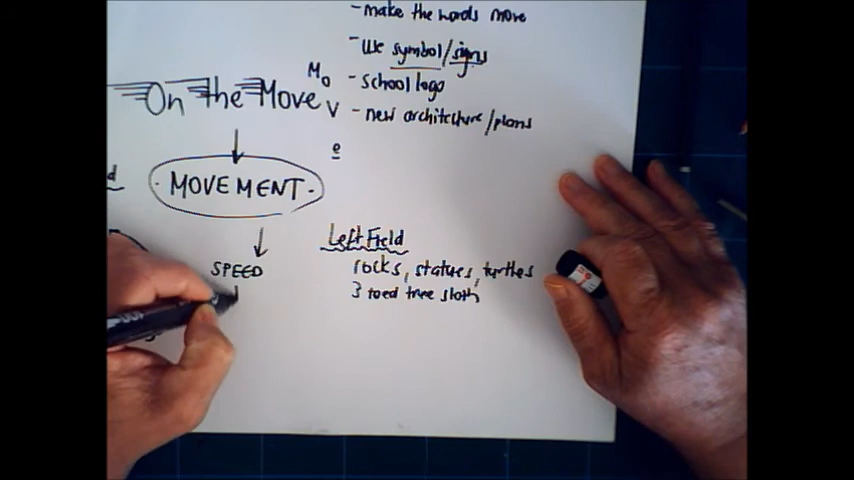 - make the words move
- use symbol/signs
- school logo
- new architecture/plans
On the Move
M
o
v
e
MOVEMENT
SPEED
Left Field
rocks, statues, turtles
3 toed tree sloth